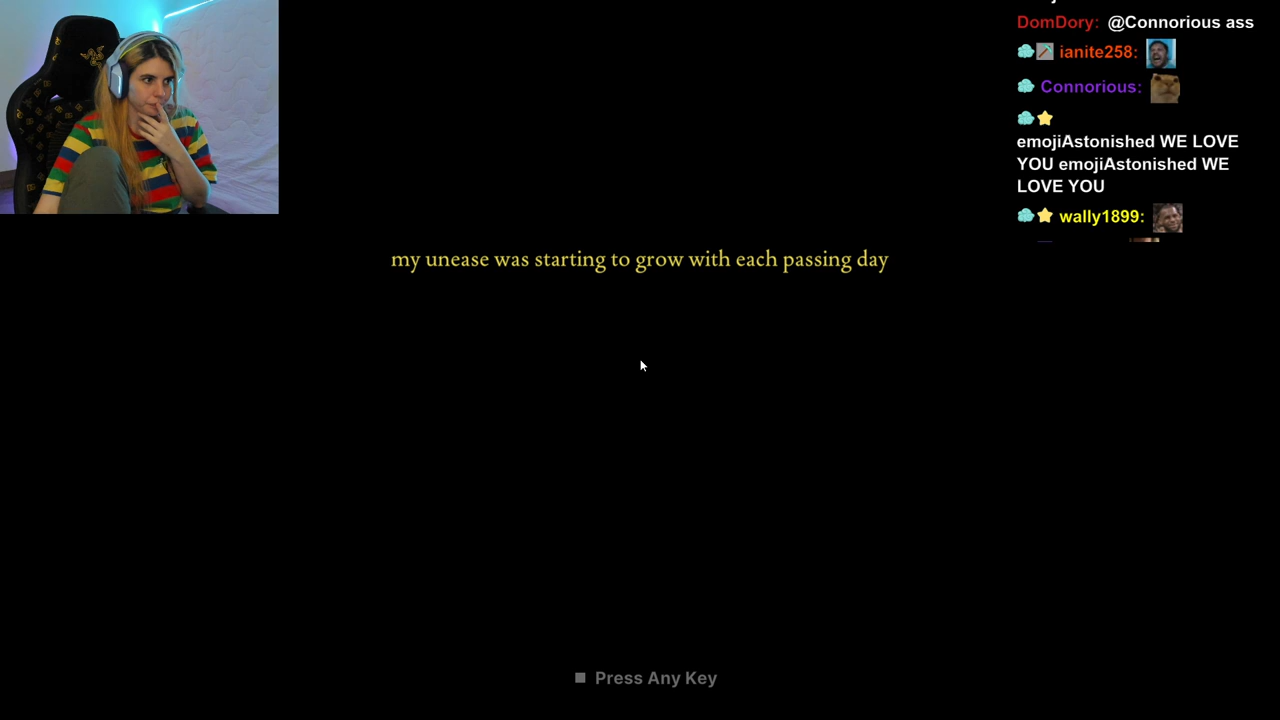 DomDory: @Connorious ass
ianite258:
Connorious:
emojiAstonished WE LOVE
YOU emojiAstonished WE
LOVE YOU
wally1899:
my unease was starting to grow with each passing day
Press Any Key